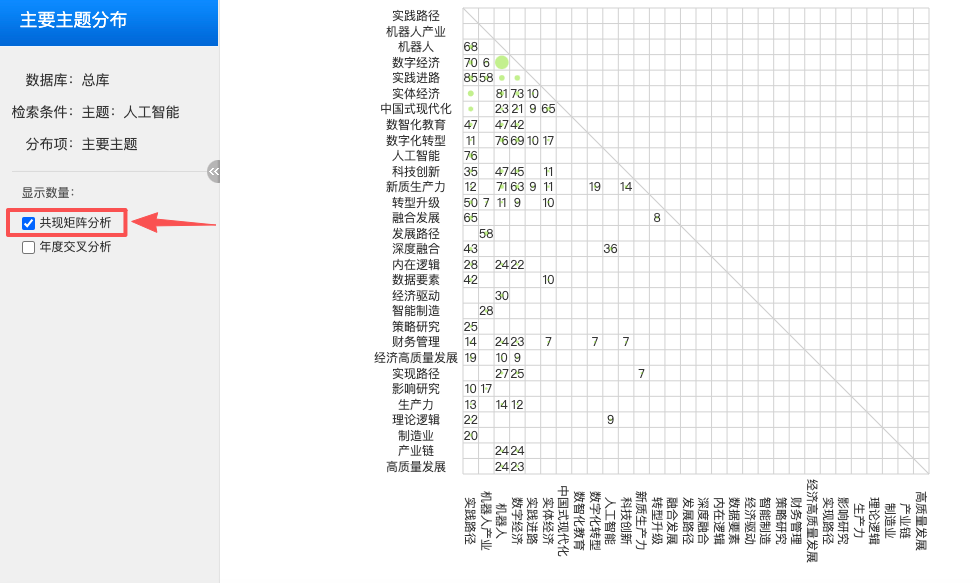 主要主题分布
数据库： 总库
检索条件： 主题： 人工智能
分布项： 主要主题
显示数量：
共现矩阵分析
年度交叉分析
实践路径
机器人产业
机器人 68
数字经济 70 6
实践进路 85 58
实体经济 81 73 10
中国式现代化 23 21 9 65
数智化教育 47 47 42
数字化转型 11 76 69 10 17
人工智能 76
科技创新 35 47 45 11
新质生产力 12 71 63 9 11 19 14
转型升级 50 7 11 9 10
融合发展 65 8
发展路径 58
深度融合 43 36
内在逻辑 28 24 22
数据要素 42 10
经济驱动 30
智能制造 28
策略研究 25
财务管理 14 24 23 7 7 7
经济高质量发展 19 10 9
实现路径 27 25 7
影响研究 10 17
生产力 13 14 12
理论逻辑 22 9
制造业 20
产业链 24 24
高质量发展 24 23
实践路径
机器人产业
机器人
数字经济
实践进路
实体经济
中国式现代化
数智化教育
数字化转型
人工智能
科技创新
新质生产力
转型升级
融合发展
发展路径
深度融合
内在逻辑
数据要素
经济驱动
智能制造
策略研究
财务管理
经济高质量发展
实现路径
影响研究
生产力
理论逻辑
制造业
产业链
高质量发展